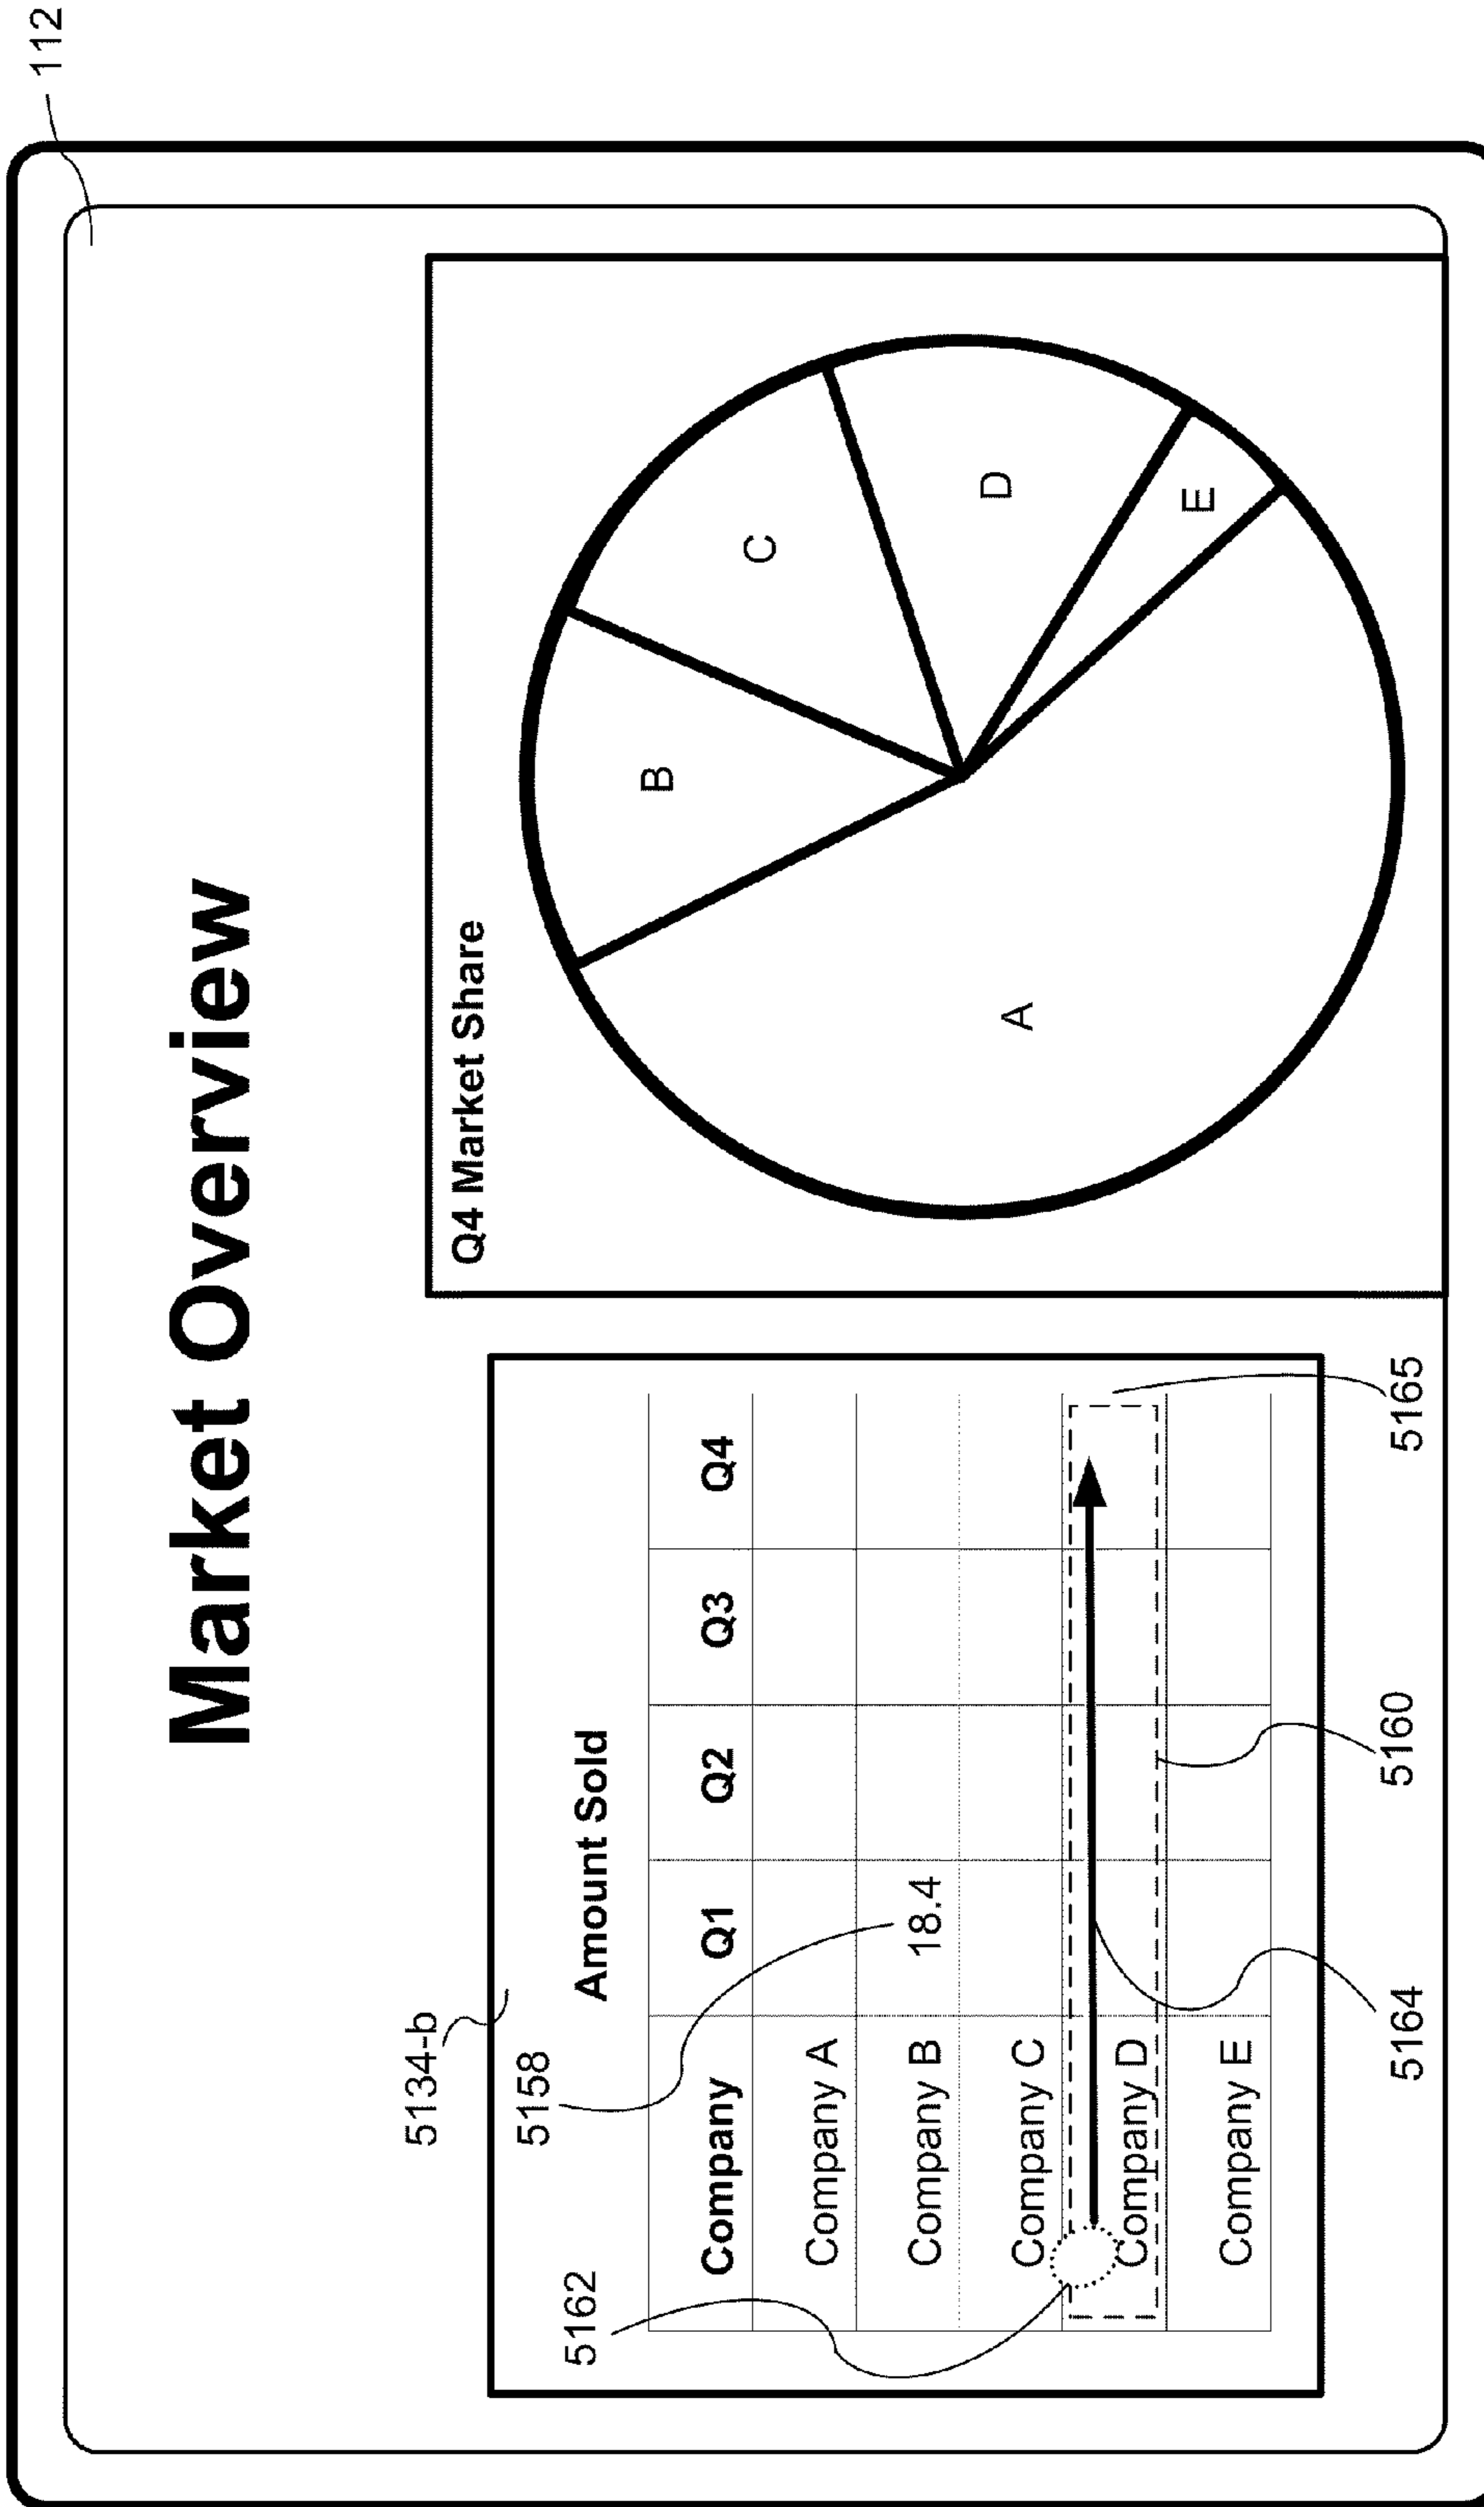 112
Market Overview
5134-b
5158
5162
Amount Sold
Company Q1 Q2 Q3 Q4
Company A
Company B 18.4
Company C
Company D
Company E
5164
5160
5165
Q4 Market Share
B
C
D
E
A